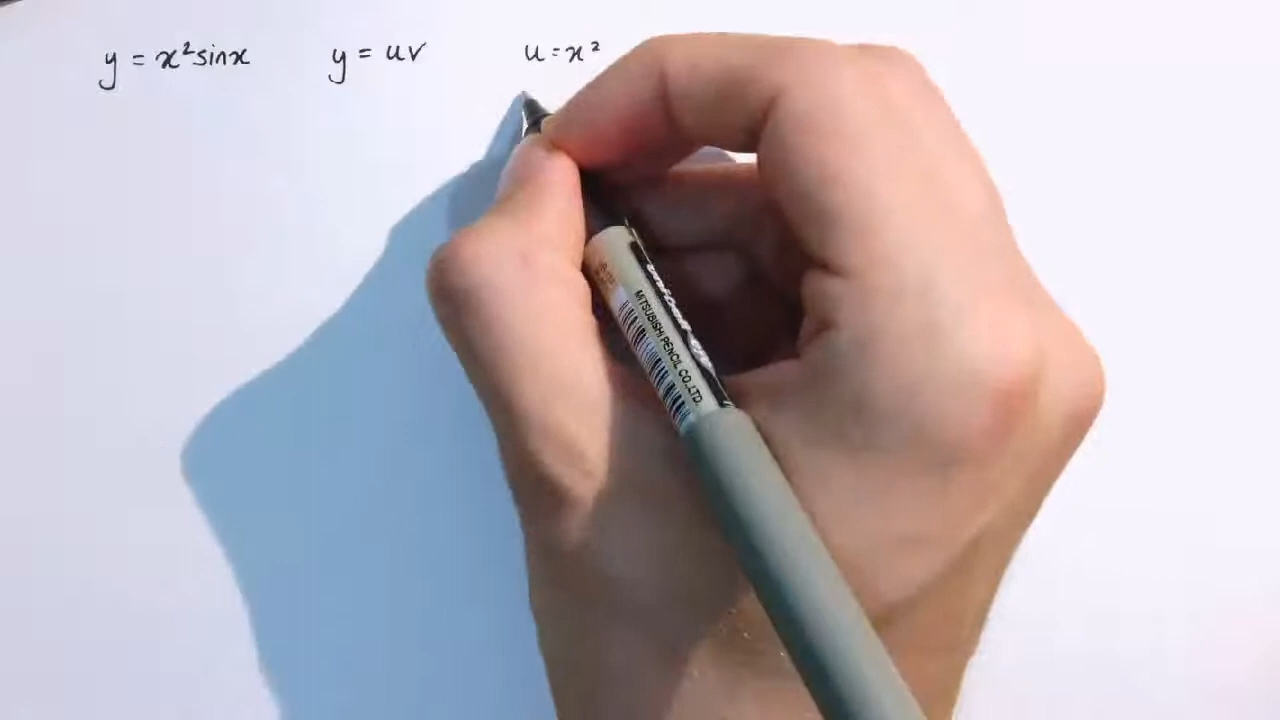 y = x²sinx y = uv u = x²
MITSUBISHI PENCIL CO.,LTD.